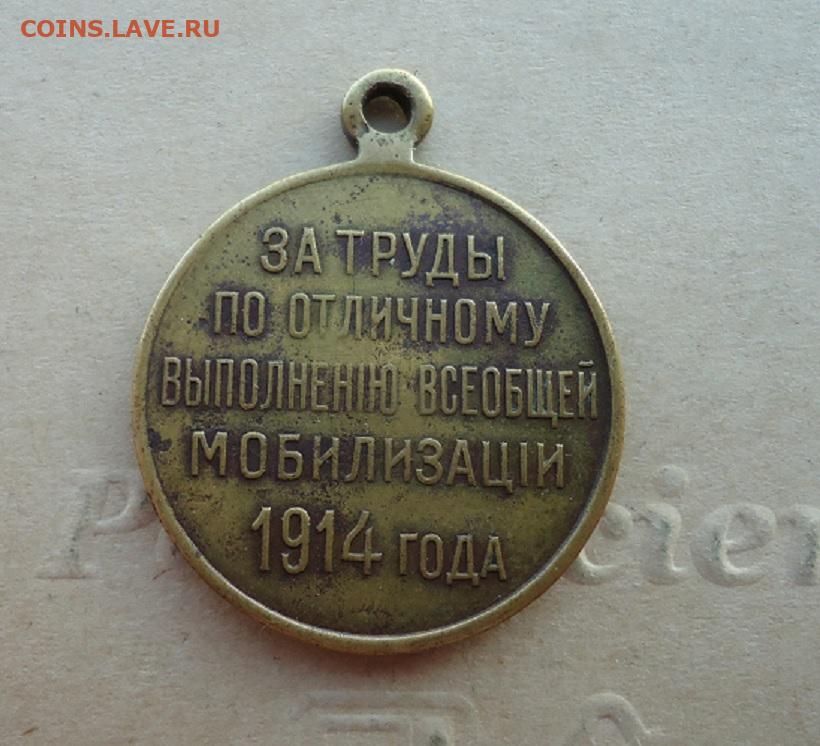 COINS.LAVE.RU
ЗА ТРУДЫ
ПО ОТЛИЧНОМУ
ВЫПОЛНЕНІЮ ВСЕОБЩЕЙ
МОБИЛИЗАЦІИ
1914 ГОДА